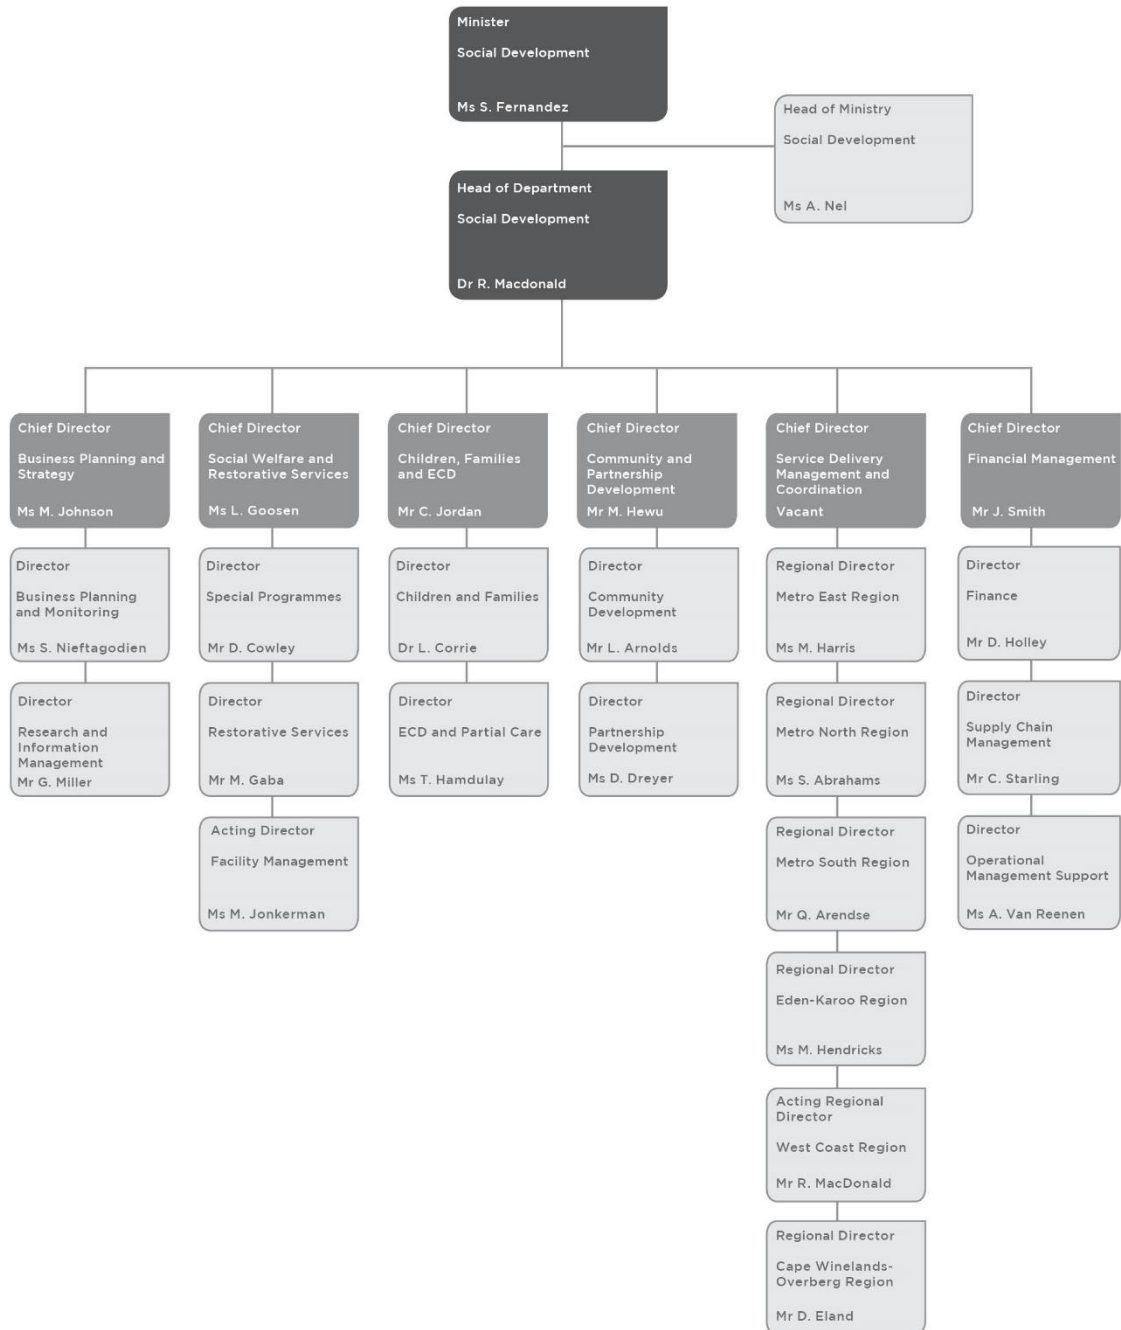 Minister
Social Development
Ms S. Fernandez
Head of Ministry
Social Development
Ms A. Nel
Head of Department
Social Development
Dr R. Macdonald
Chief Director
Business Planning and
Strategy
Ms M. Johnson
Director
Business Planning
and Monitoring
Ms S. Nieftagodien
Director
Research and
Information
Management
Mr G. Miller
Chief Director
Social Welfare and
Restorative Services
Ms L. Goosen
Director
Special Programmes
Mr D. Cowley
Director
Restorative Services
Mr M. Gaba
Acting Director
Facility Management
Ms M. Jonkerman
Chief Director
Children, Families
and ECD
Mr C. Jordan
Director
Children and Families
Dr L. Corrie
Director
ECD and Partial Care
Ms T. Hamdulay
Chief Director
Community and
Partnership
Development
Mr M. Hewu
Director
Community
Development
Mr L. Arnolds
Director
Partnership
Development
Ms D. Dreyer
Chief Director
Service Delivery
Management and
Coordination
Vacant
Regional Director
Metro East Region
Ms M. Harris
Regional Director
Metro North Region
Ms S. Abrahams
Regional Director
Metro South Region
Mr Q. Arendse
Regional Director
Eden-Karoo Region
Ms M. Hendricks
Acting Regional
Director
West Coast Region
Mr R. MacDonald
Regional Director
Cape Winelands-
Overberg Region
Mr D. Eland
Chief Director
Financial Management
Mr J. Smith
Director
Finance
Mr D. Holley
Director
Supply Chain
Management
Mr C. Starling
Director
Operational
Management Support
Ms A. Van Reenen